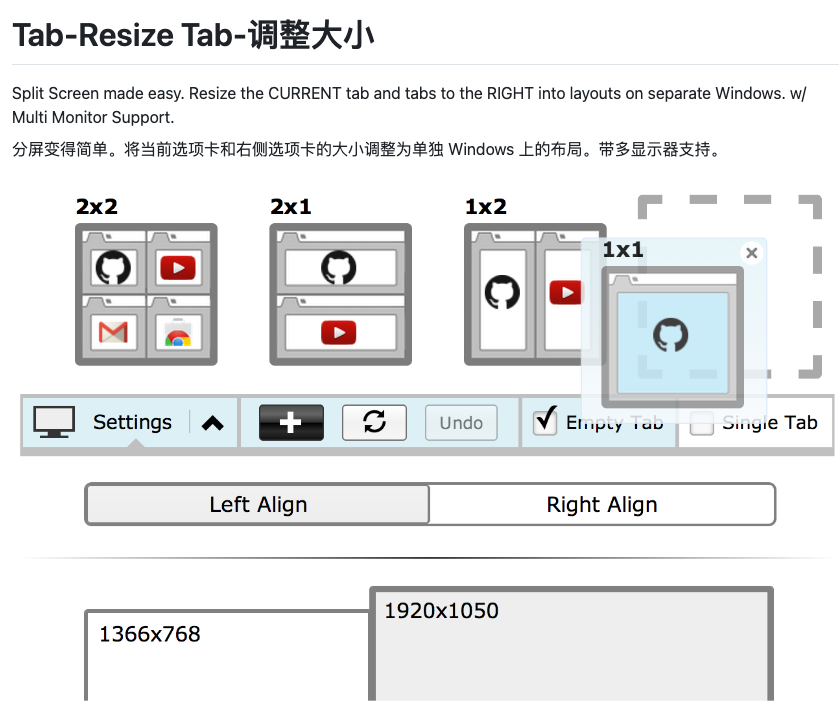 Tab-Resize Tab-调整大小
Split Screen made easy. Resize the CURRENT tab and tabs to the RIGHT into layouts on separate Windows. w/
Multi Monitor Support.
分屏变得简单。将当前选项卡和右侧选项卡的大小调整为单独 Windows 上的布局。带多显示器支持。
2x2
2x1
1x2
1x1
Settings
Undo
Empty Tab
Single Tab
Left Align
Right Align
1366x768
1920x1050